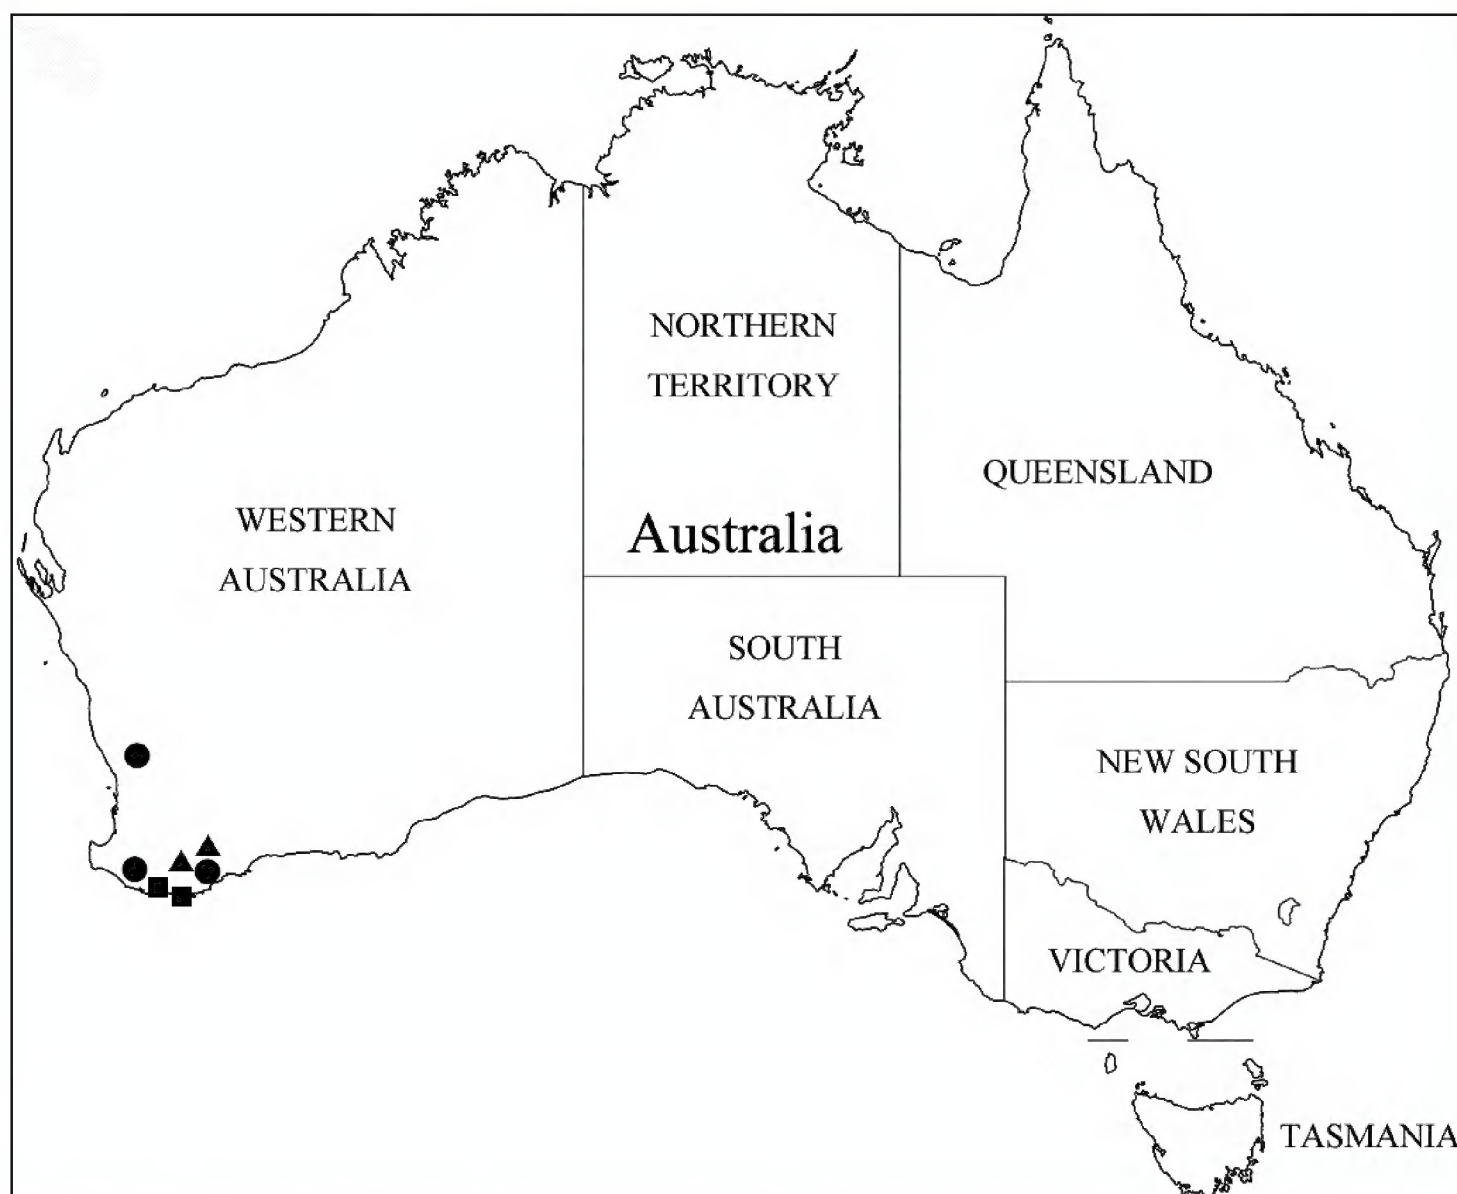 NORTHERN
TERRITORY
QUEENSLAND
WESTERN
AUSTRALIA
Australia
SOUTH
AUSTRALIA
NEW SOUTH
WALES
VICTORIA
TASMANIA